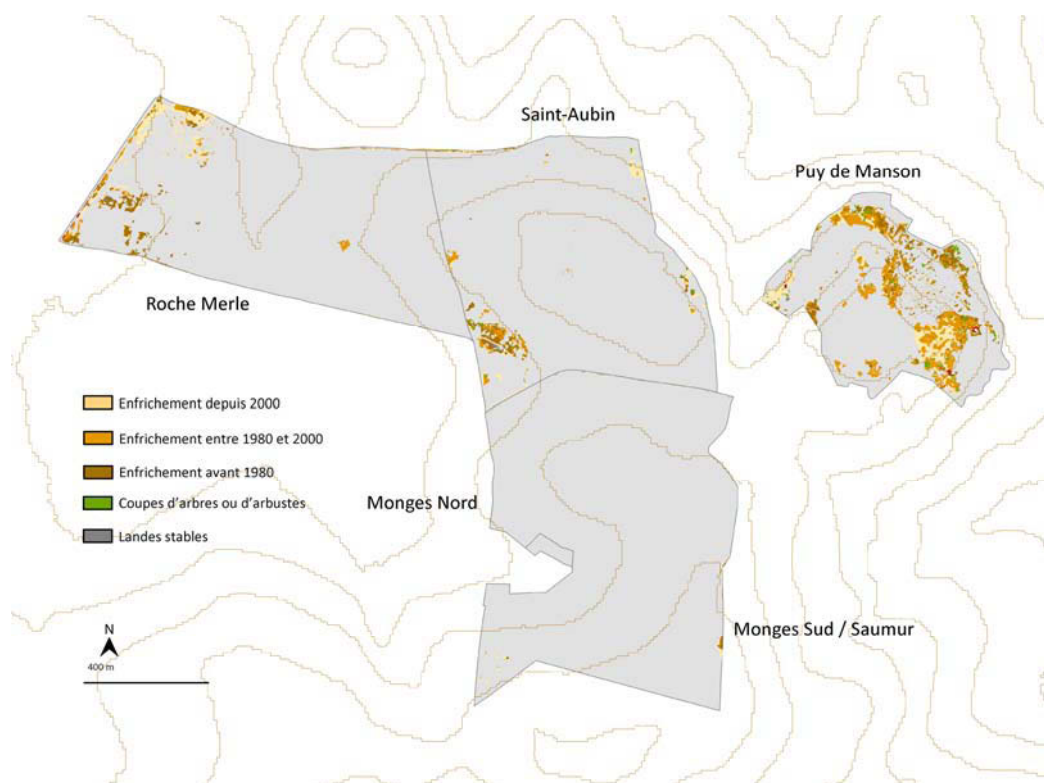 Saint-Aubin
Puy de Manson
Roche Merle
Enfrichement depuis 2000
Enfrichement entre 1980 et 2000
Enfrichement avant 1980
Coupes d'arbres ou d'arbustes
Landes stables
Monges Nord
Monges Sud / Saumur
N
400 m